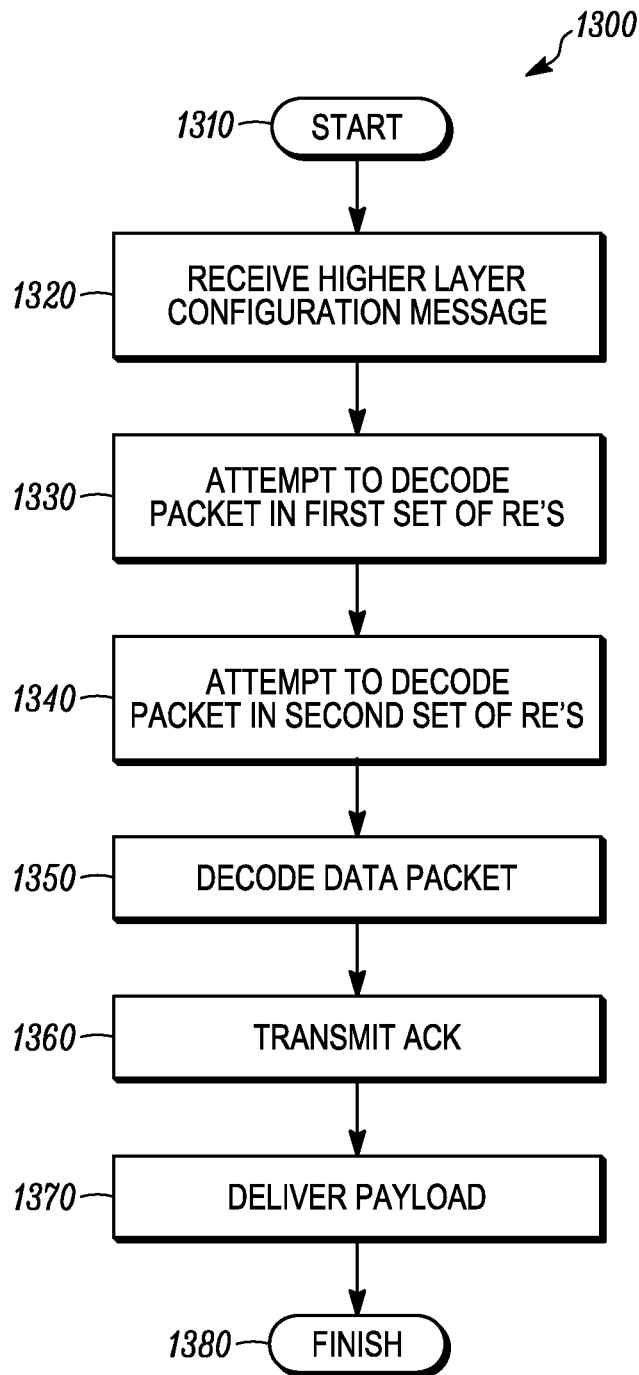 1300
1310
START
1320
RECEIVE HIGHER LAYER
CONFIGURATION MESSAGE
1330
ATTEMPT TO DECODE
PACKET IN FIRST SET OF RE'S
1340
ATTEMPT TO DECODE
PACKET IN SECOND SET OF RE'S
1350
DECODE DATA PACKET
1360
TRANSMIT ACK
1370
DELIVER PAYLOAD
1380
FINISH